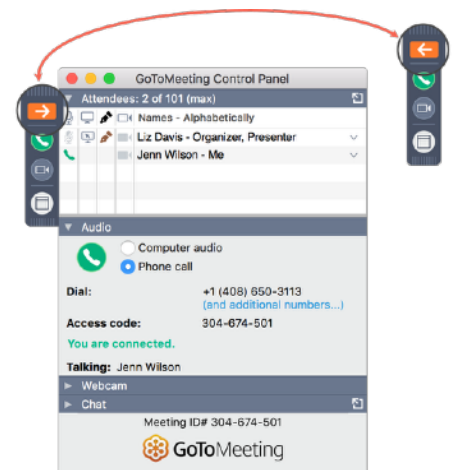 GoToMeeting Control Panel
Attendees: 2 of 101 (max)
Names - Alphabetically
Liz Davis - Organizer, Presenter
Jenn Wilson - Me
Audio
Computer audio
Phone call
Dial: +1 (408) 650-3113
(and additional numbers...)
Access code: 304-674-501
You are connected.
Talking: Jenn Wilson
Webcam
Chat
Meeting ID# 304-674-501
GoToMeeting